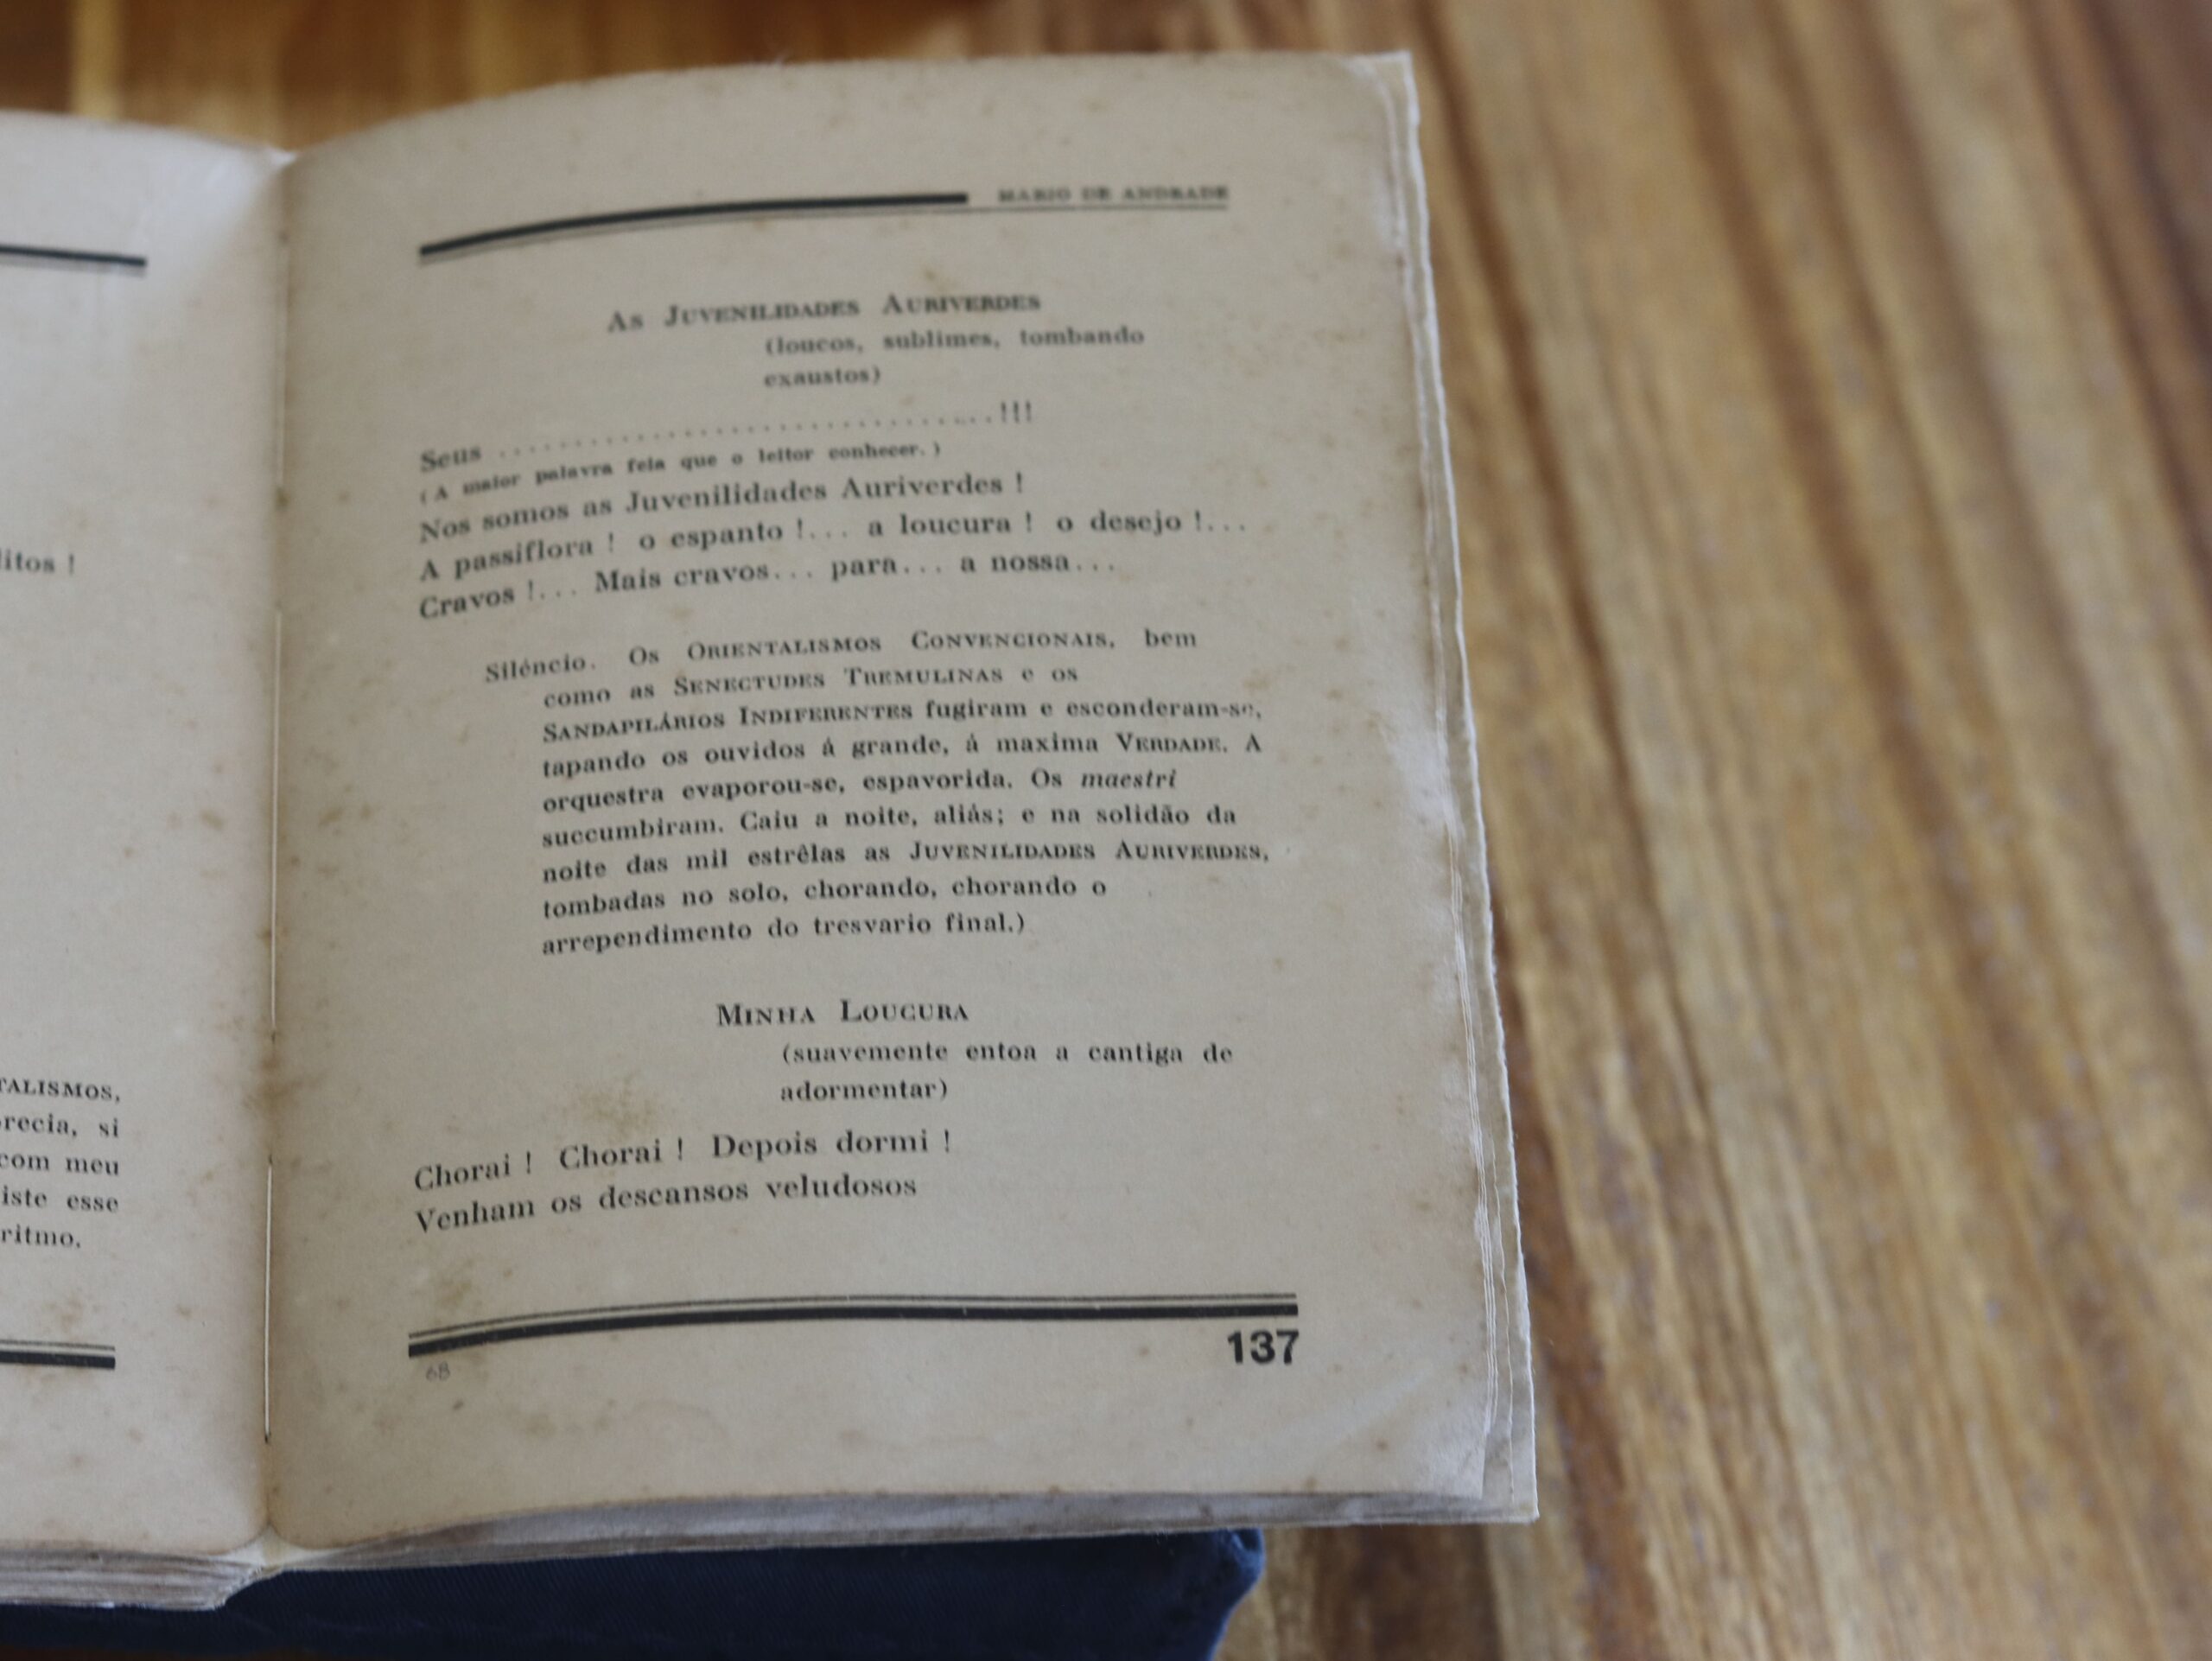 litos !
TALISMOS,
recia, si
com meu
iste esse
ritmo.
MARIO DE ANDRADE
As Juvenilidades Auriverdes
(loucos, sublimes, tombando
exaustos)
Seus ...................................!!!
(A maior palavra feia que o leitor conhecer.)
Nos somos as Juvenilidades Auriverdes !
A passiflora ! o espanto !... a loucura ! o desejo !...
Cravos !... Mais cravos... para... a nossa...
Siléncio. Os Orientalismos Convencionais, bem
como as Senectudes Tremulinas e os
Sandapilários Indiferentes fugiram e esconderam-se,
tapando os ouvidos á grande, á maxima Verdade. A
orquestra evaporou-se, espavorida. Os maestri
succumbiram. Caiu a noite, aliás; e na solidão da
noite das mil estrêlas as Juvenilidades Auriverdes,
tombadas no solo, chorando, chorando o
arrependimento do tresvario final.)
Minha Loucura
(suavemente entoa a cantiga de
adormentar)
Chorai ! Chorai ! Depois dormi !
Venham os descansos veludosos
137
68